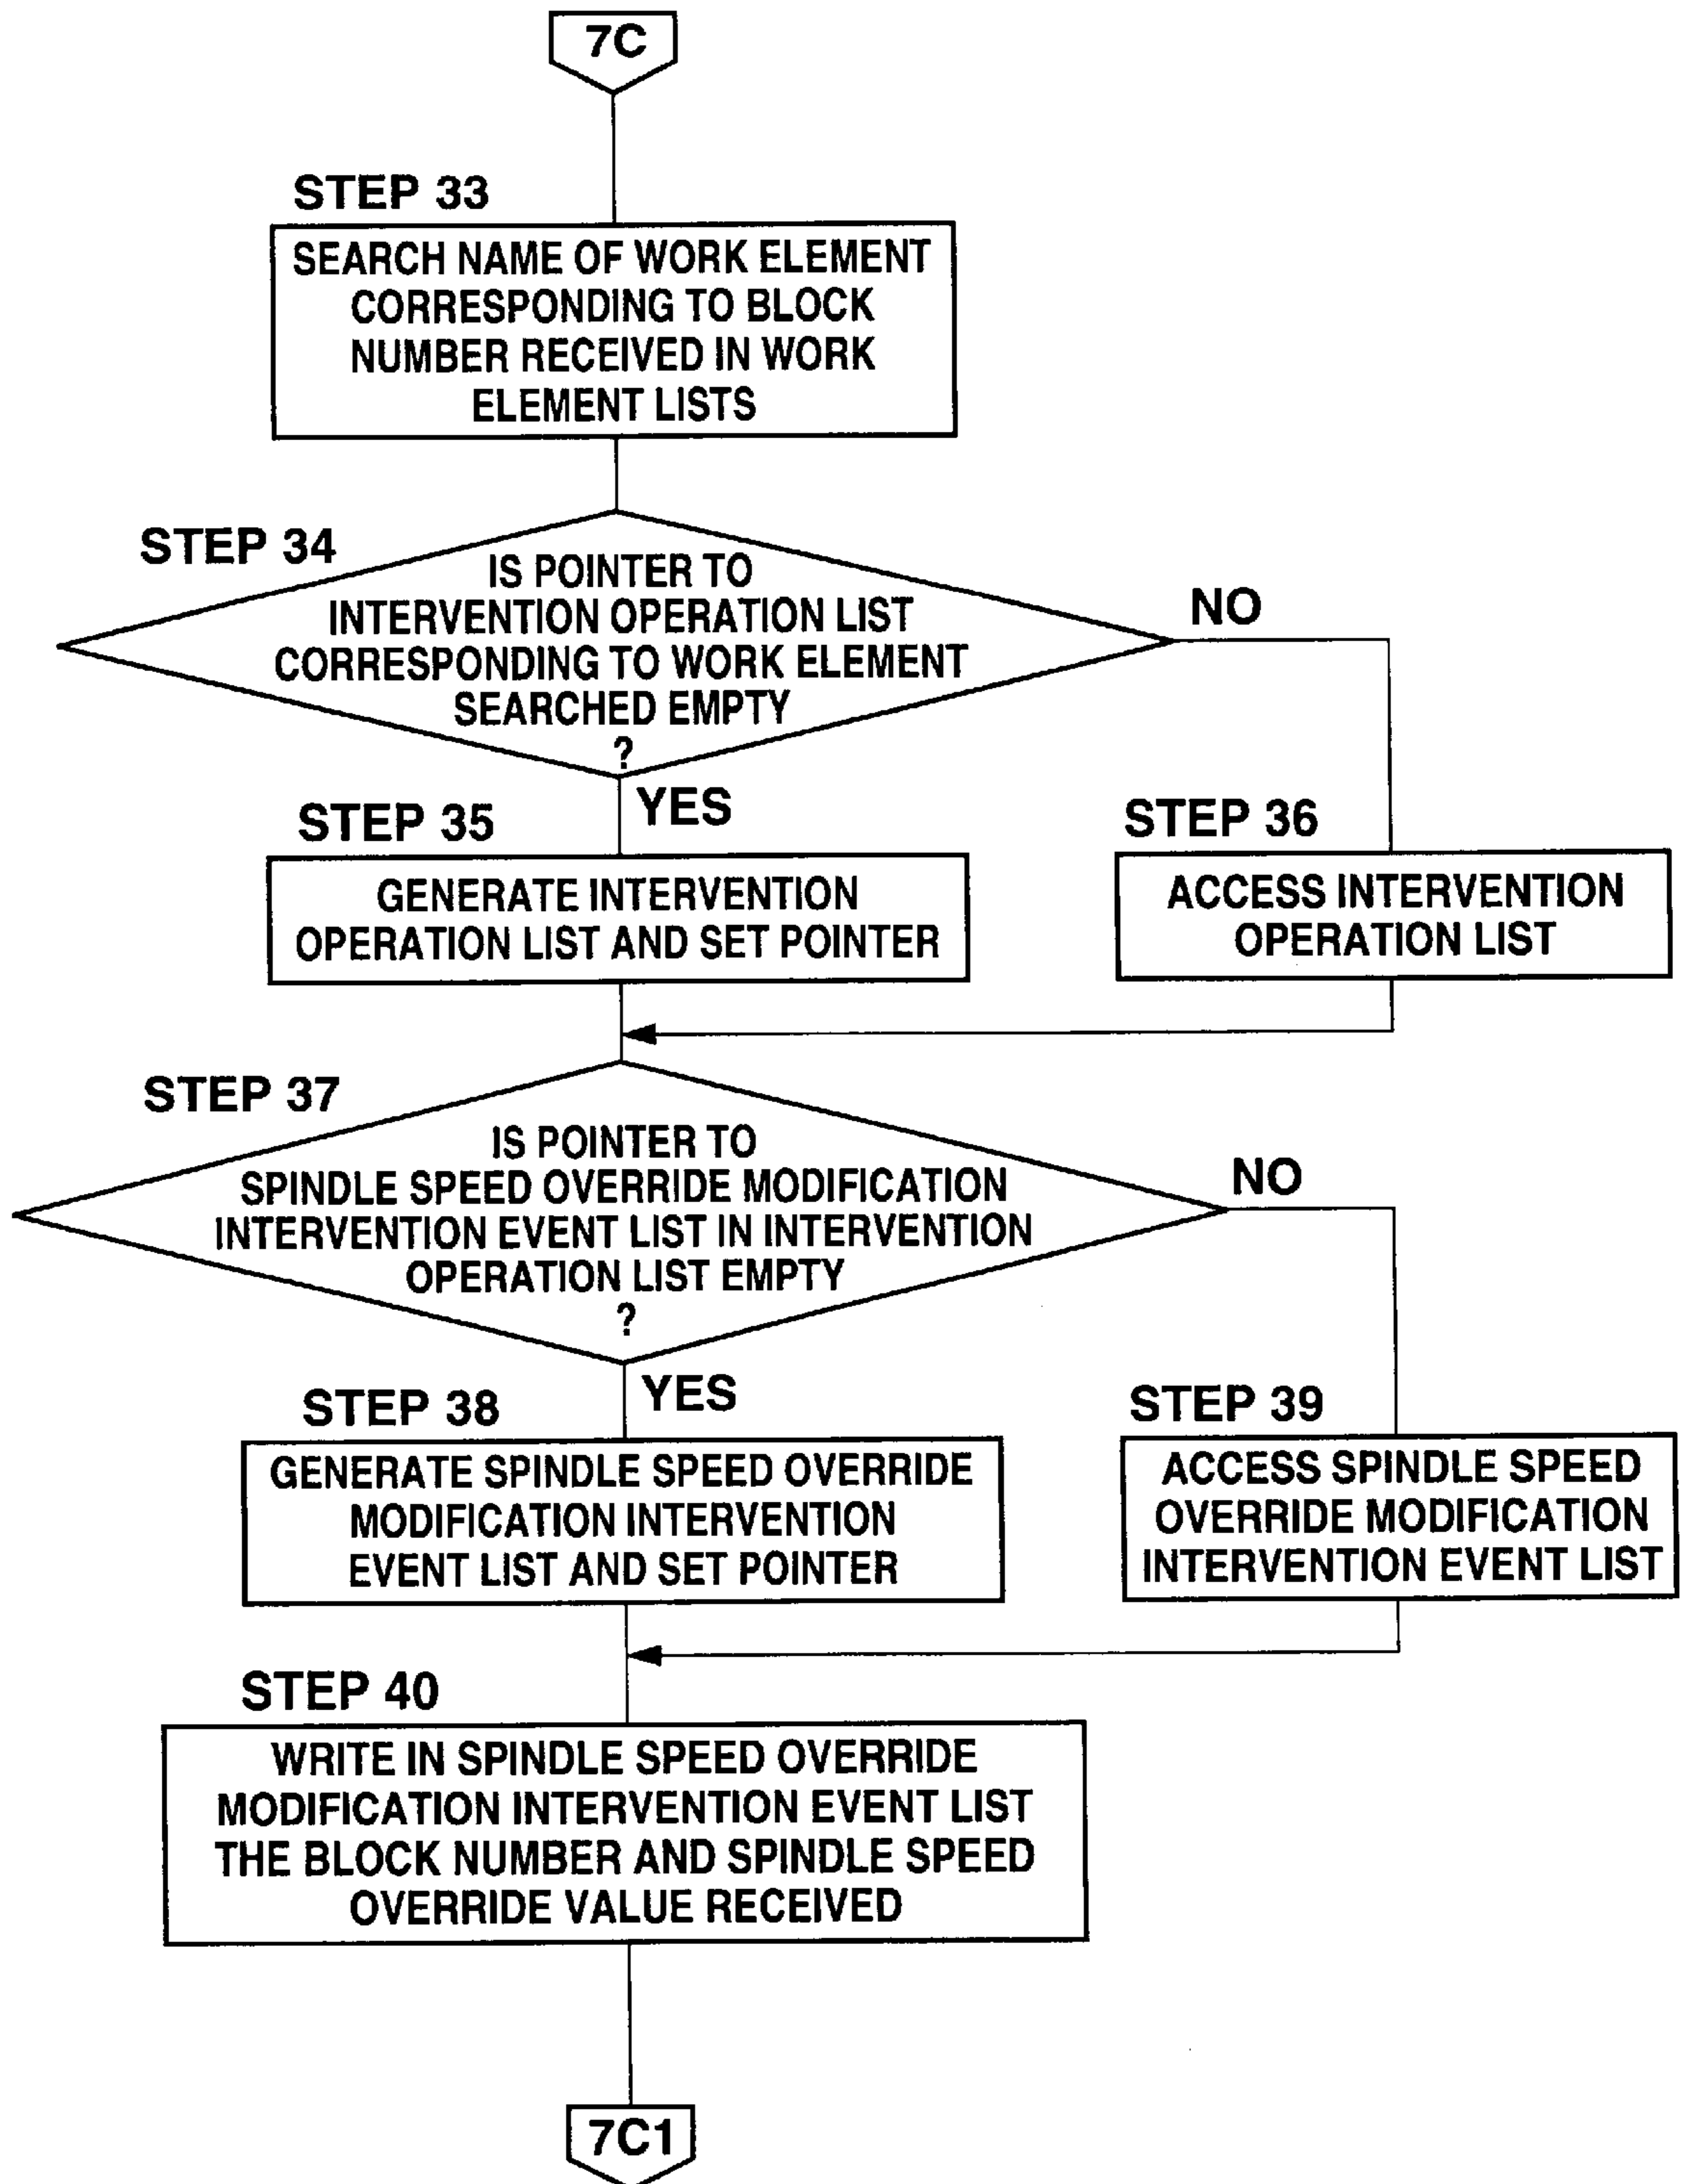 7C
STEP 33
SEARCH NAME OF WORK ELEMENT
CORRESPONDING TO BLOCK
NUMBER RECEIVED IN WORK
ELEMENT LISTS
STEP 34
IS POINTER TO
INTERVENTION OPERATION LIST
CORRESPONDING TO WORK ELEMENT
SEARCHED EMPTY
?
NO
YES
STEP 35
GENERATE INTERVENTION
OPERATION LIST AND SET POINTER
STEP 36
ACCESS INTERVENTION
OPERATION LIST
STEP 37
IS POINTER TO
SPINDLE SPEED OVERRIDE MODIFICATION
INTERVENTION EVENT LIST IN INTERVENTION
OPERATION LIST EMPTY
?
NO
YES
STEP 38
GENERATE SPINDLE SPEED OVERRIDE
MODIFICATION INTERVENTION
EVENT LIST AND SET POINTER
STEP 39
ACCESS SPINDLE SPEED
OVERRIDE MODIFICATION
INTERVENTION EVENT LIST
STEP 40
WRITE IN SPINDLE SPEED OVERRIDE
MODIFICATION INTERVENTION EVENT LIST
THE BLOCK NUMBER AND SPINDLE SPEED
OVERRIDE VALUE RECEIVED
7C1